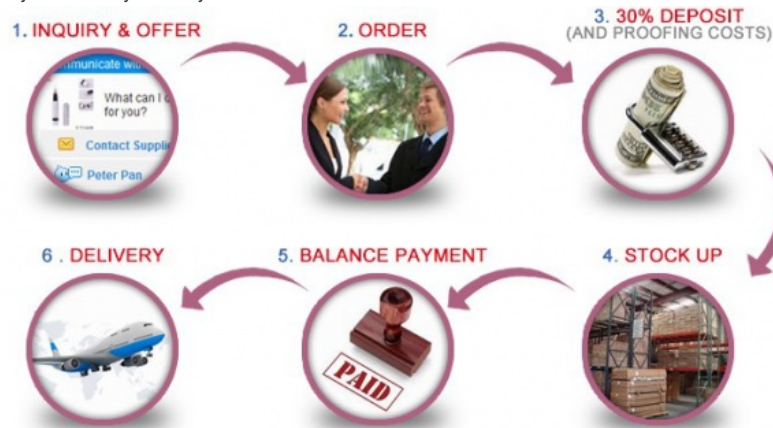 1. INQUIRY & OFFER
2. ORDER
3. 30% DEPOSIT
(AND PROOFING COSTS)
What can I
for you?
Contact
Peter Pan
6 . DELIVERY
5. BALANCE PAYMENT
4. STOCK UP
PAID